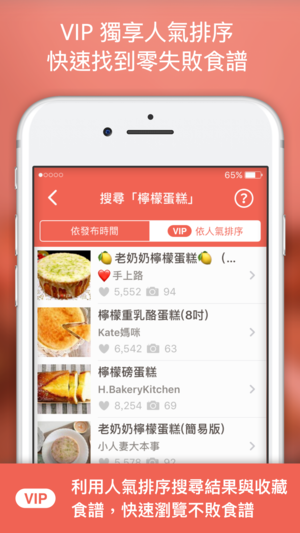 VIP 獨享人氣排序
快速找到零失敗食譜
65%
搜尋「檸檬蛋糕」
?
依發布時間
VIP 依人氣排序
🍋 老奶奶檸檬蛋糕🍋 （...
❤️手上路
5,552 94
檸檬重乳酪蛋糕(8吋)
Kate媽咪
6,542 63
檸檬磅蛋糕
H.BakeryKitchen
8,254 69
老奶奶檸檬蛋糕(簡易版)
小人妻大本事
5,578 92
VIP
利用人氣排序搜尋結果與收藏
食譜，快速瀏覽不敗食譜